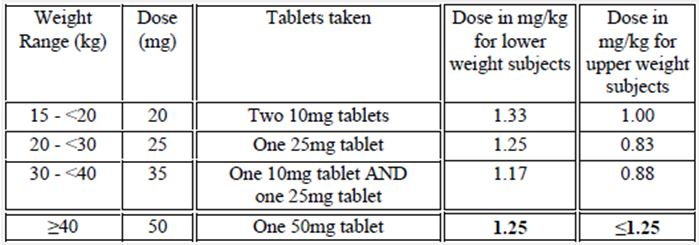 Weight Range (kg) Dose (mg) Tablets taken Dose in mg/kg for lower weight subjects Dose in mg/kg for upper weight subjects
15 - <20 20 Two 10mg tablets 1.33 1.00
20 - <30 25 One 25mg tablet 1.25 0.83
30 - <40 35 One 10mg tablet AND one 25mg tablet 1.17 0.88
≥40 50 One 50mg tablet 1.25 ≤1.25